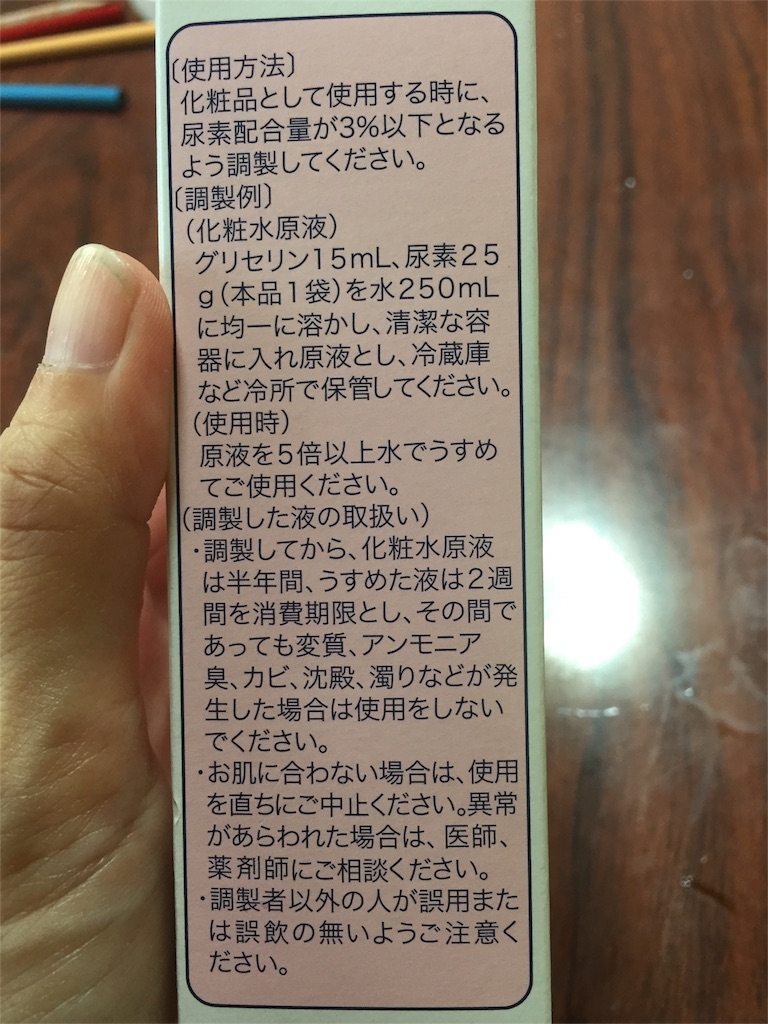 〔使用方法〕
化粧品として使用する時に、
尿素配合量が3%以下となる
よう調製してください。
〔調製例〕
（化粧水原液）
グリセリン15mL、尿素25
g（本品1袋）を水250mL
に均一に溶かし、清潔な容
器に入れ原液とし、冷蔵庫
など冷所で保管してください。
（使用時）
原液を5倍以上水でうすめ
てご使用ください。
（調製した液の取扱い）
・調製してから、化粧水原液
は半年間、うすめた液は2週
間を消費期限とし、その間で
あっても変質、アンモニア
臭、カビ、沈殿、濁りなどが発
生した場合は使用をしない
でください。
・お肌に合わない場合は、使用
を直ちにご中止ください。異常
があらわれた場合は、医師、
薬剤師にご相談ください。
・調製者以外の人が誤用また
は誤飲の無いようご注意く
ださい。